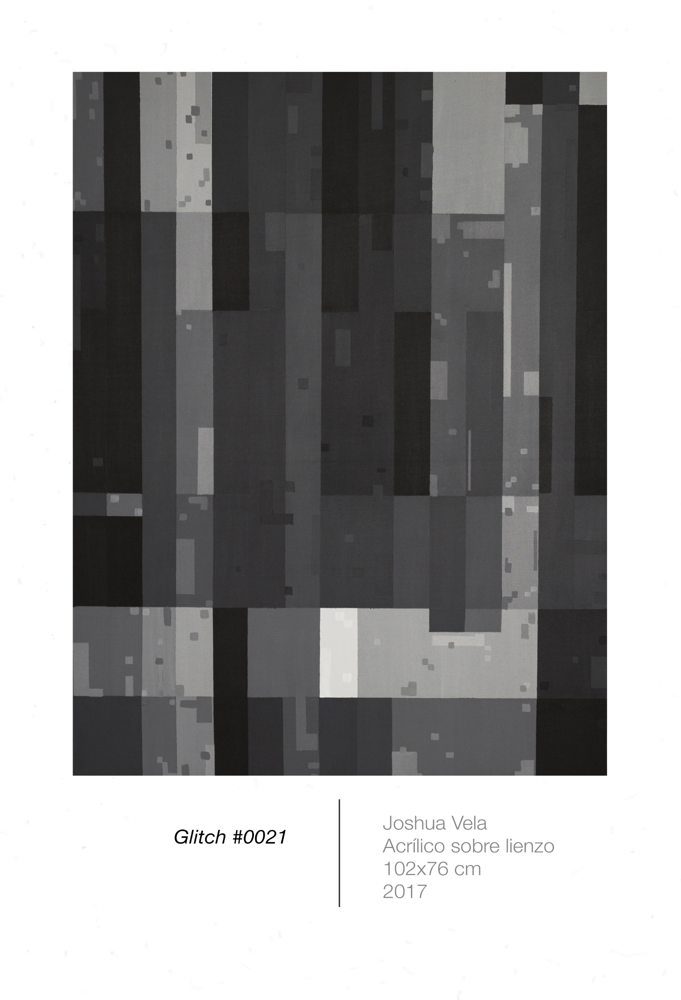 Glitch #0021
Joshua Vela
Acrílico sobre lienzo
102x76 cm
2017